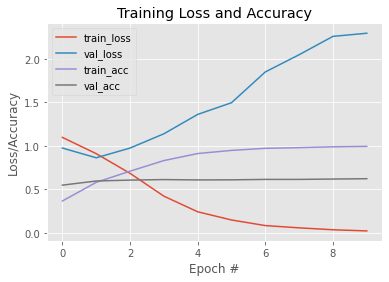 Training Loss and Accuracy
train_loss
val_loss
train_acc
val_acc
Loss/Accuracy
2.0
1.5
1.0
0.5
0.0
0 2 4 6 8
Epoch #